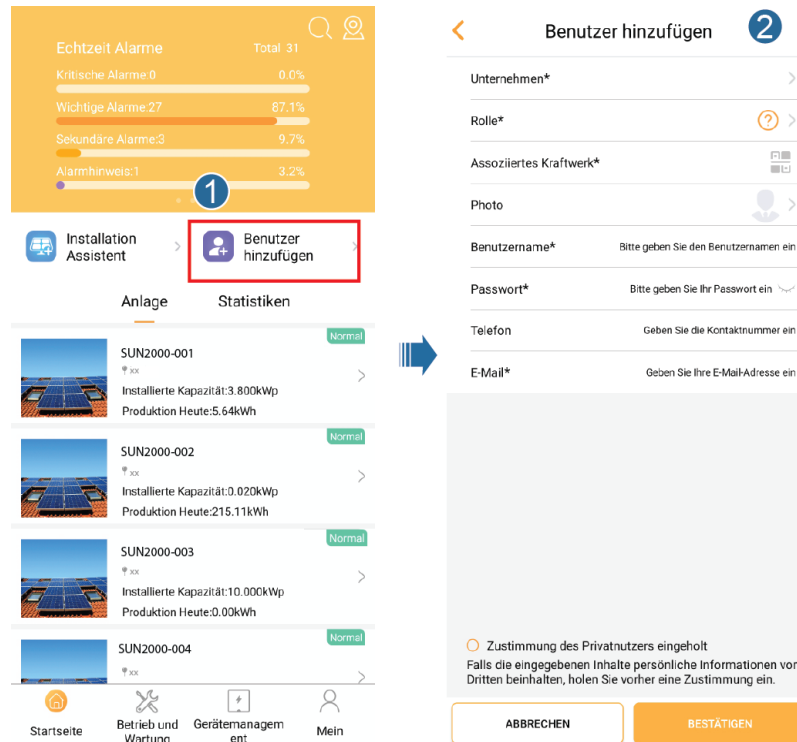 Echtzeit Alarme
Total 31
Kritische Alarme:0
0.0%
Wichtige Alarme:27
87.1%
Sekundäre Alarme:3
9.7%
Alarmhinweis:1
3.2%
1
Installation
Assistent
Benutzer
hinzufügen
Anlage
Statistiken
Normal
SUN2000-001
xx
Installierte Kapazität:3.800kWp
Produktion Heute:5.64kWh
Normal
SUN2000-002
xx
Installierte Kapazität:0.020kWp
Produktion Heute:215.11kWh
Normal
SUN2000-003
xx
Installierte Kapazität:10.000kWp
Produktion Heute:0.00kWh
Normal
SUN2000-004
xx
Startseite
Betrieb und
Wartung
Gerätemanagem
ent
Mein
Benutzer hinzufügen
2
Unternehmen*
Rolle*
?
Assoziiertes Kraftwerk*
Photo
Benutzername*
Bitte geben Sie den Benutzernamen ein
Passwort*
Bitte geben Sie Ihr Passwort ein
Telefon
Geben Sie die Kontaktnummer ein
E-Mail*
Geben Sie Ihre E-Mail-Adresse ein
Zustimmung des Privatnutzers eingeholt
Falls die eingegebenen Inhalte persönliche Informationen von
Dritten beinhalten, holen Sie vorher eine Zustimmung ein.
ABBRECHEN
BESTÄTIGEN